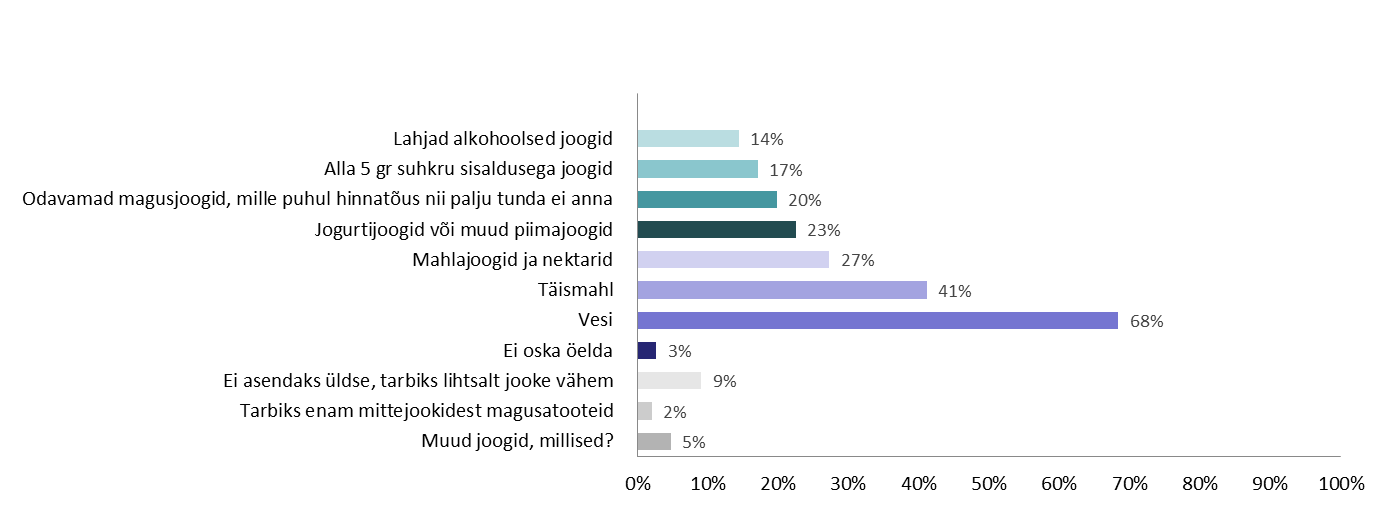 Lahjad alkohoolsed joogid 14%
Alla 5 gr suhkru sisaldusega joogid 17%
Odavamad magusjoogid, mille puhul hinnatõus nii palju tunda ei anna 20%
Jogurtijoogid või muud piimajoogid 23%
Mahlajoogid ja nektarid 27%
Täismahl 41%
Vesi 68%
Ei oska öelda 3%
Ei asendaks üldse, tarbiks lihtsalt jooke vähem 9%
Tarbiks enam mittejookidest magusatooteid 2%
Muud joogid, millised? 5%
0% 10% 20% 30% 40% 50% 60% 70% 80% 90% 100%